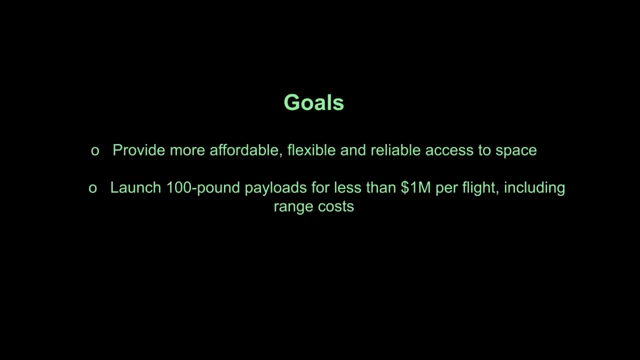 Goals
o Provide more affordable, flexible and reliable access to space
o Launch 100-pound payloads for less than $1M per flight, including
range costs